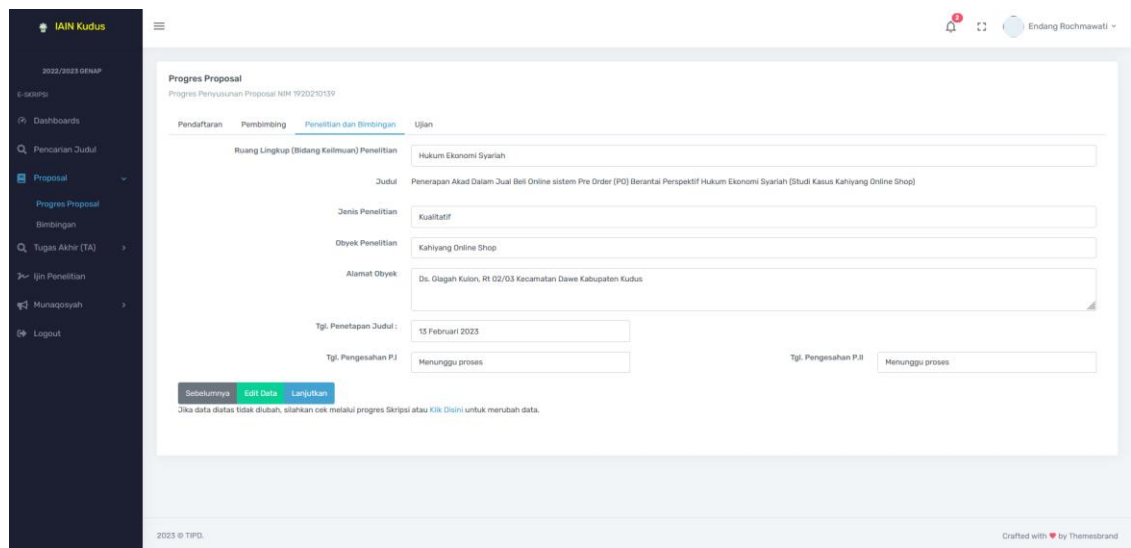 IAIN Kudus
2
Endang Rochmawati
2022/2023 GENAP
E-SKRIPSI
Dashboards
Pencarian Judul
Proposal
Progres Proposal
Bimbingan
Tugas Akhir (TA)
Ijin Penelitian
Munaqosyah
Logout
Progres Proposal
Progres Penyusunan Proposal NIM 1920210139
Pendaftaran Pembimbing Penelitian dan Bimbingan Ujian
Ruang Lingkup (Bidang Keilmuan) Penelitian Hukum Ekonomi Syariah
Judul Penerapan Akad Dalam Jual Beli Online sistem Pre Order (PO) Berantai Perspektif Hukum Ekonomi Syariah (Studi Kasus Kahiyang Online Shop)
Jenis Penelitian Kualitatif
Obyek Penelitian Kahiyang Online Shop
Alamat Obyek Ds. Glagah Kulon, Rt 02/03 Kecamatan Dawe Kabupaten Kudus
Tgl. Penetapan Judul : 13 Februari 2023
Tgl. Pengesahan P.I Menunggu proses Tgl. Pengesahan P.II Menunggu proses
Sebelumnya Edit Data Lanjutkan
Jika data diatas tidak diubah, silahkan cek melalui progres Skripsi atau Klik Disini untuk merubah data.
2023 © TIPD.
Crafted with ❤ by Themesbrand